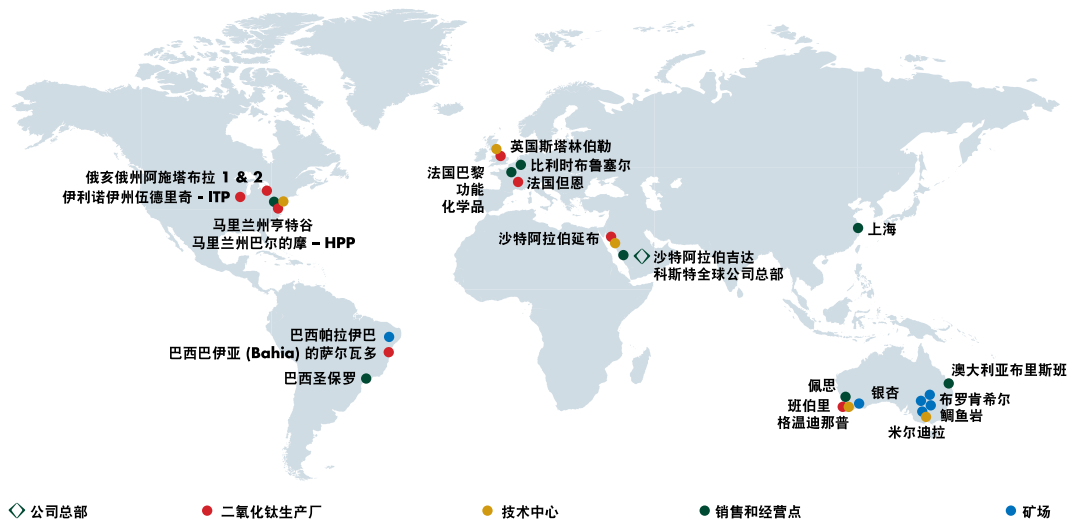 英国斯塔林伯勒
比利时布鲁塞尔
法国巴黎
功能
化学品
法国但恩
俄亥俄州阿施塔布拉 1 & 2
伊利诺伊州伍德里奇 - ITP
马里兰州亨特谷
马里兰州巴尔的摩 – HPP
沙特阿拉伯延布
沙特阿拉伯吉达
科斯特全球公司总部
上海
巴西帕拉伊巴
巴西巴伊亚 (Bahia) 的萨尔瓦多
巴西圣保罗
澳大利亚布里斯班
佩思
银杏
班伯里
布罗肯希尔
格温迪那普
鲷鱼岩
米尔迪拉
公司总部
二氧化钛生产厂
技术中心
销售和经营点
矿场